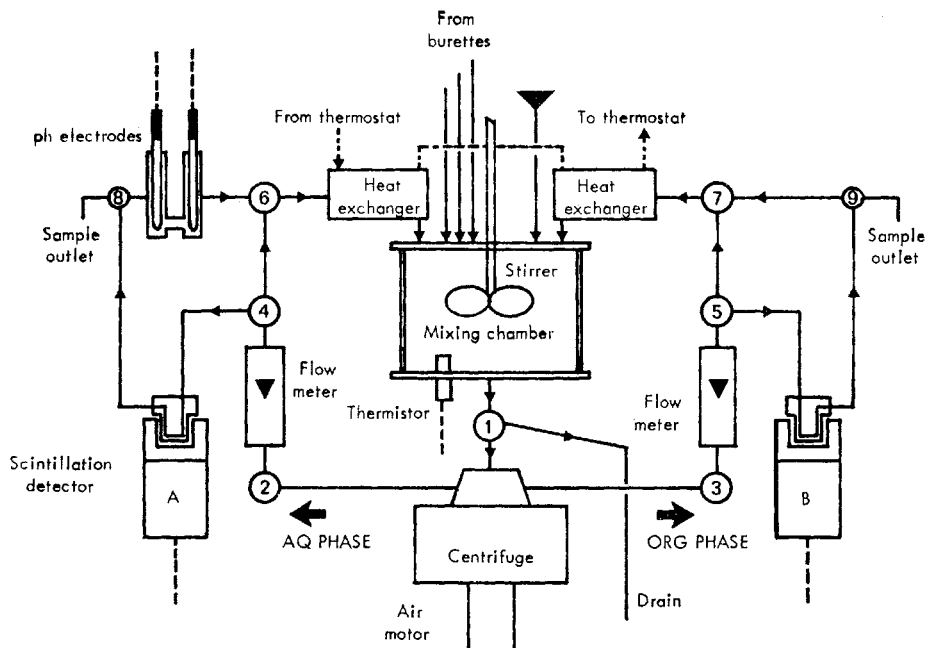 From
burettes
From thermostat
To thermostat
ph electrodes
8
6
Heat
exchanger
Heat
exchanger
7
9
Sample
outlet
Sample
outlet
Stirrer
Mixing chamber
4
5
Flow
meter
Thermistor
Flow
meter
1
Scintillation
detector
A
2
3
B
AQ PHASE
ORG PHASE
Centrifuge
Drain
Air
motor